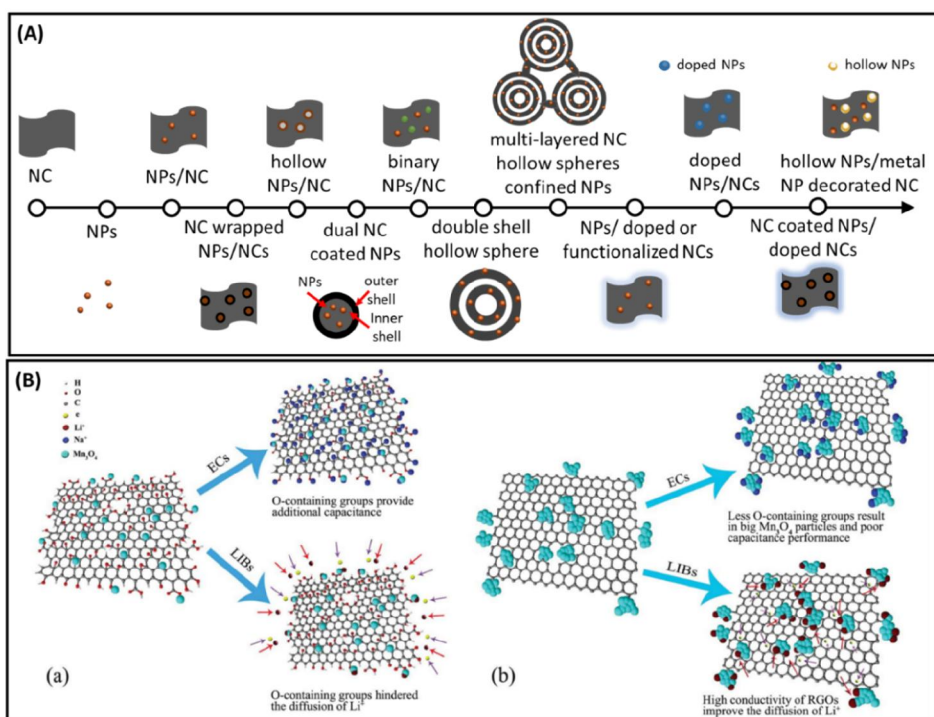 (A)
doped NPs
hollow NPs
NC
NPs/NC
hollow
NPs/NC
binary
NPs/NC
multi-layered NC
hollow spheres
confined NPs
doped
NPs/NCs
hollow NPs/metal
NP decorated NC
NPs
NC wrapped
NPs/NCs
dual NC
coated NPs
double shell
hollow sphere
NPs/ doped or
functionalized NCs
NC coated NPs/
doped NCs
NPs
outer
shell
Inner
shell
(B)
H
O
C
e
Li⁺
Na⁺
Mn₃O₄
ECs
O-containing groups provide
additional capacitance
LIBs
O-containing groups hindered
the diffusion of Li⁺
(a)
ECs
Less O-containing groups result
in big Mn₃O₄ particles and poor
capacitance performance
LIBs
High conductivity of RGOs
improve the diffusion of Li⁺
(b)